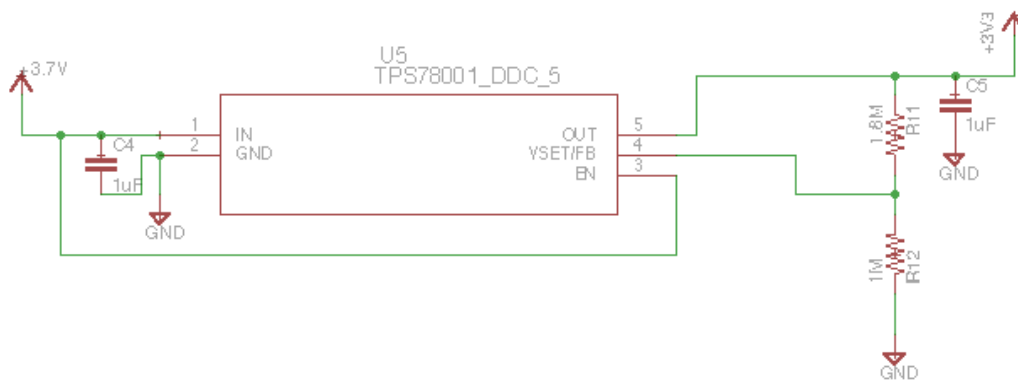 +3.7V
U5
TPS78001_DDC_5
+3V3
1
IN
2
GND
C4
1uF
GND
OUT
5
VSET/FB
4
EN
3
1.8M
R11
C5
1uF
GND
1M
R12
GND